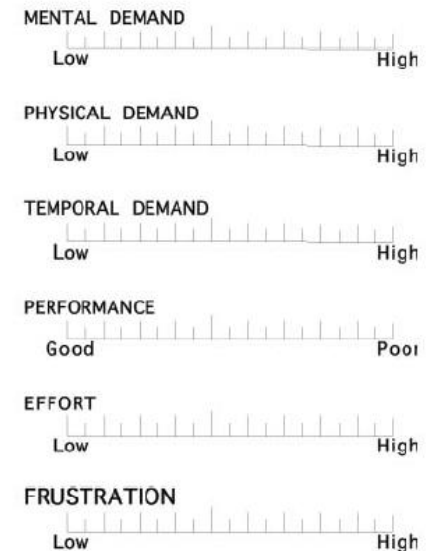 MENTAL DEMAND
Low High
PHYSICAL DEMAND
Low High
TEMPORAL DEMAND
Low High
PERFORMANCE
Good Poor
EFFORT
Low High
FRUSTRATION
Low High